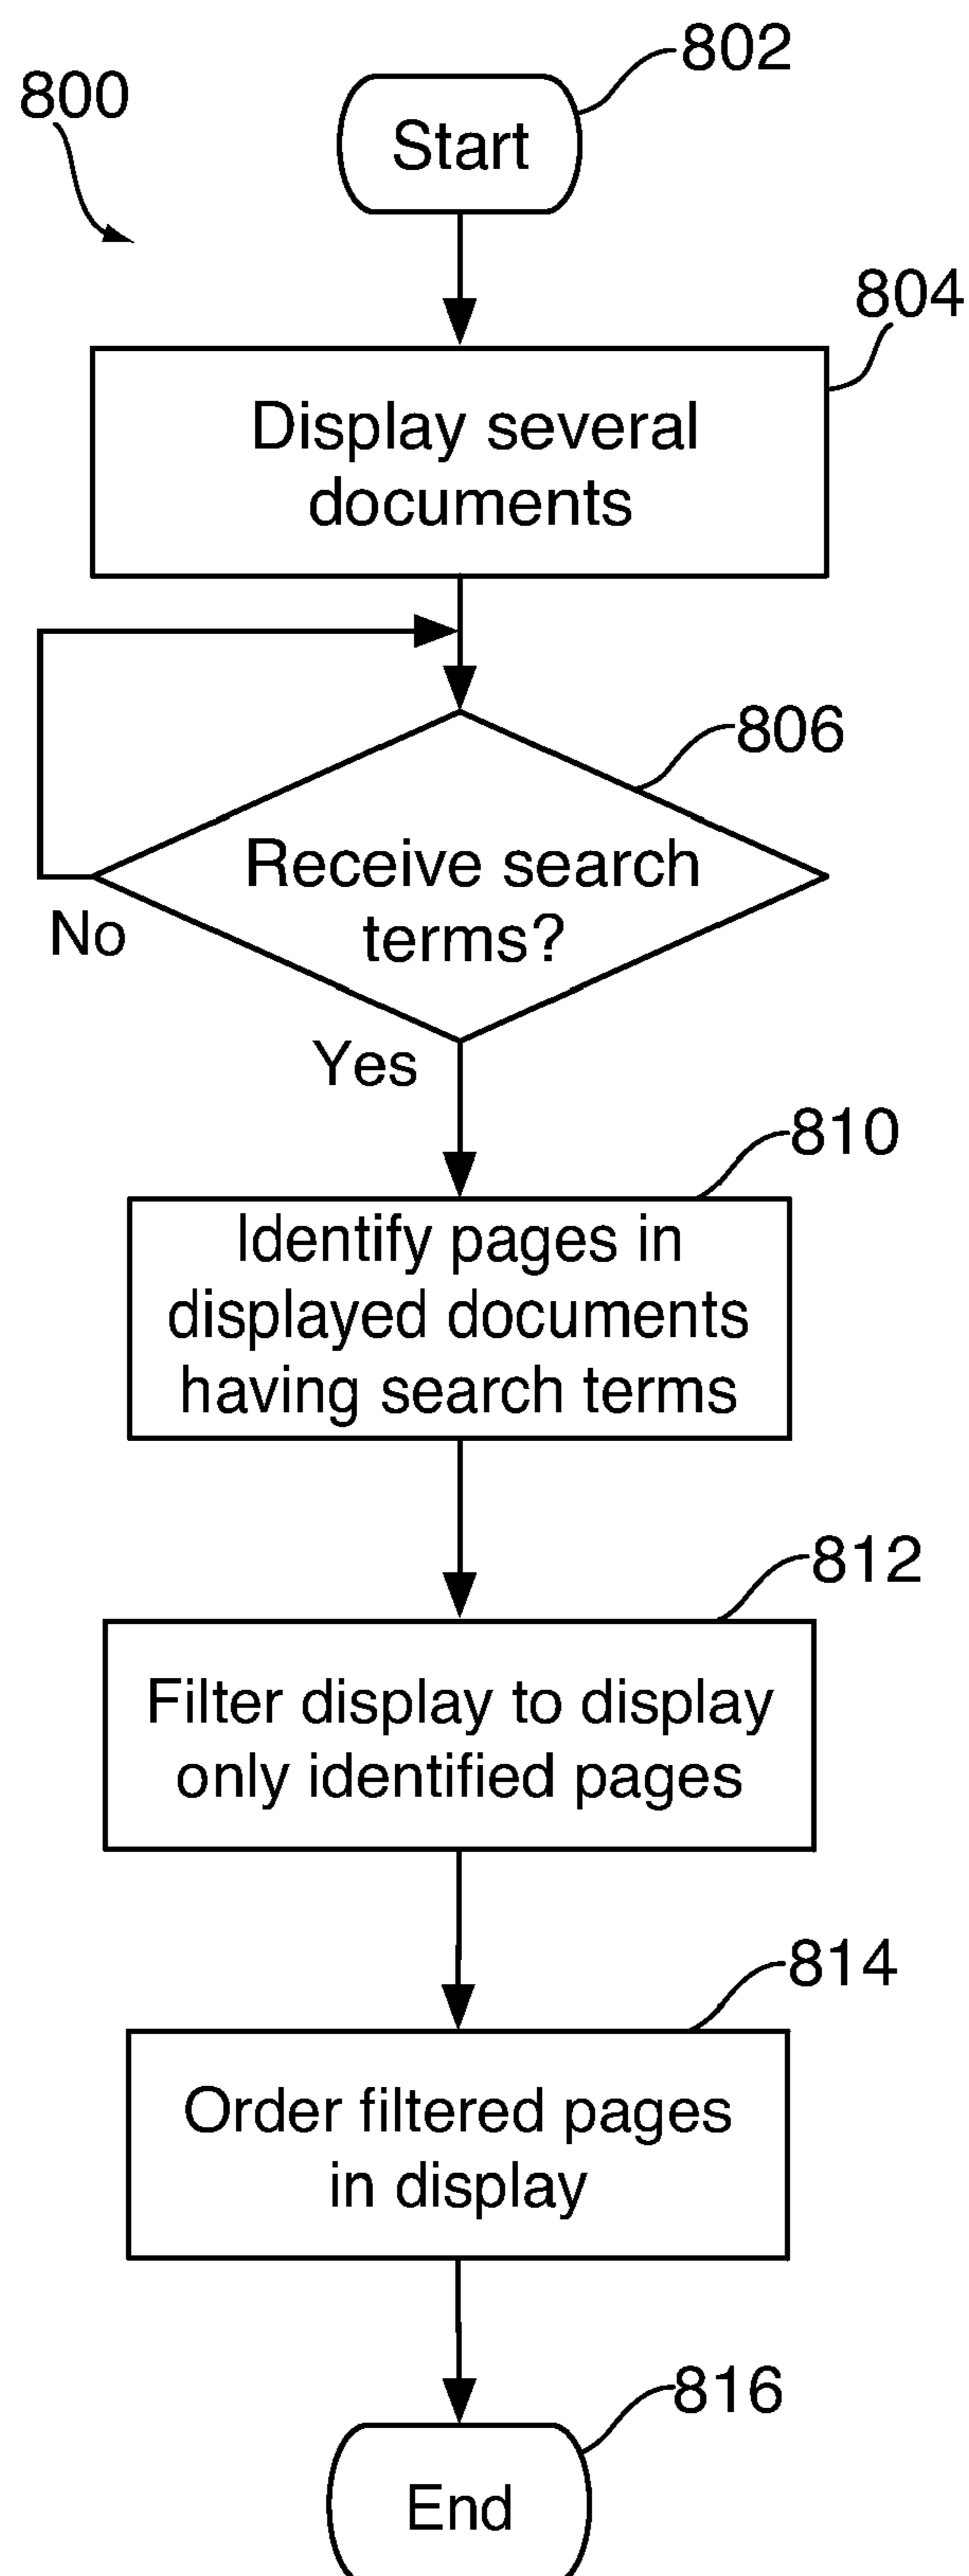 802
800
Start
804
Display several
documents
806
Receive search
terms?
No
Yes
810
Identify pages in
displayed documents
having search terms
812
Filter display to display
only identified pages
814
Order filtered pages
in display
816
End